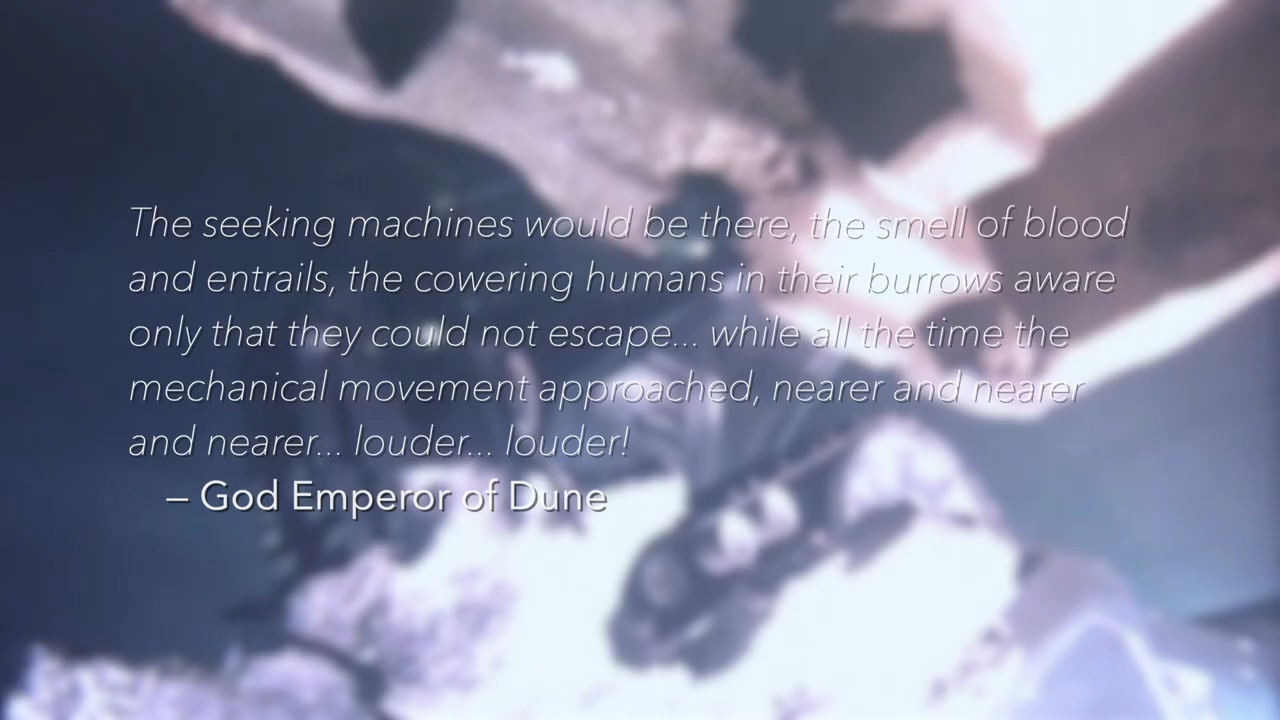 The seeking machines would be there, the smell of blood
and entrails, the cowering humans in their burrows aware
only that they could not escape... while all the time the
mechanical movement approached, nearer and nearer
and nearer... louder... louder!
– God Emperor of Dune